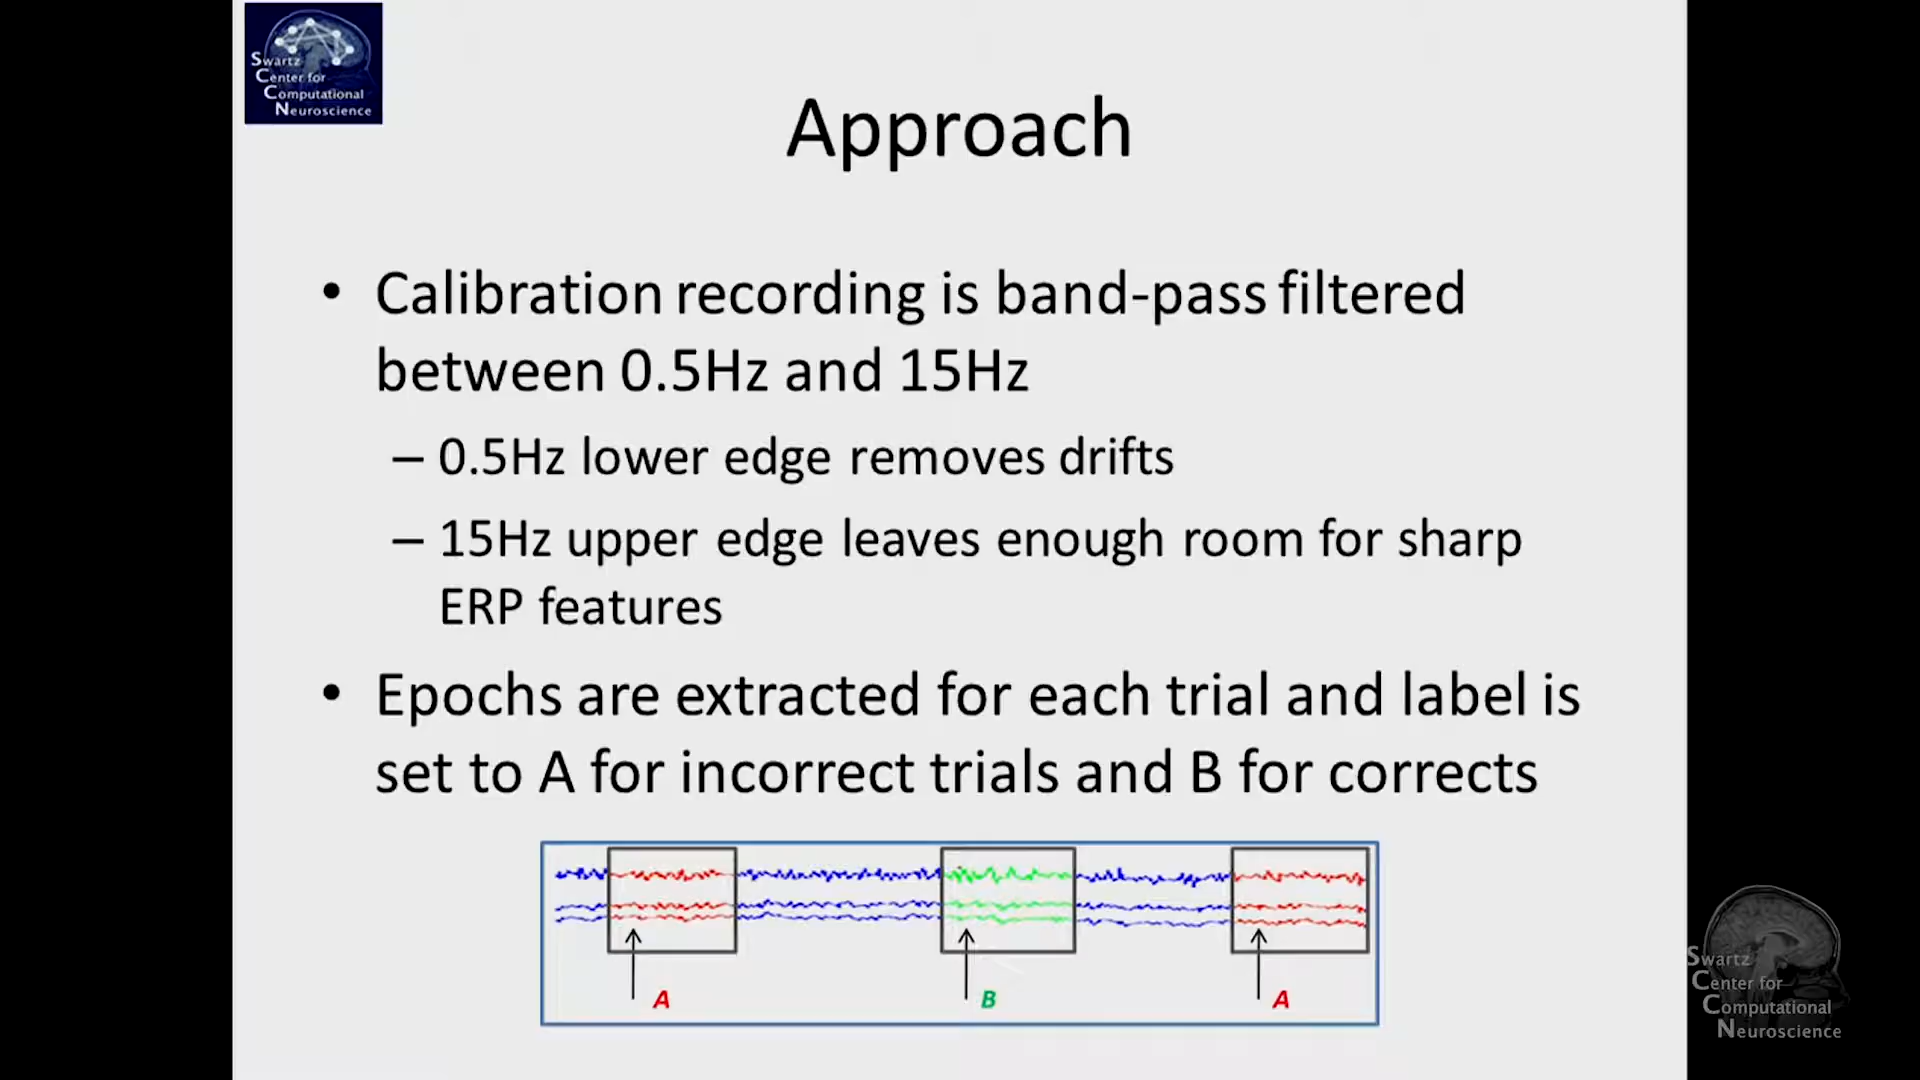 Swartz
Center for
Computational
Neuroscience
Approach
• Calibration recording is band-pass filtered
between 0.5Hz and 15Hz
– 0.5Hz lower edge removes drifts
– 15Hz upper edge leaves enough room for sharp
ERP features
• Epochs are extracted for each trial and label is
set to A for incorrect trials and B for corrects
A B A
Swartz
Center for
Computational
Neuroscience